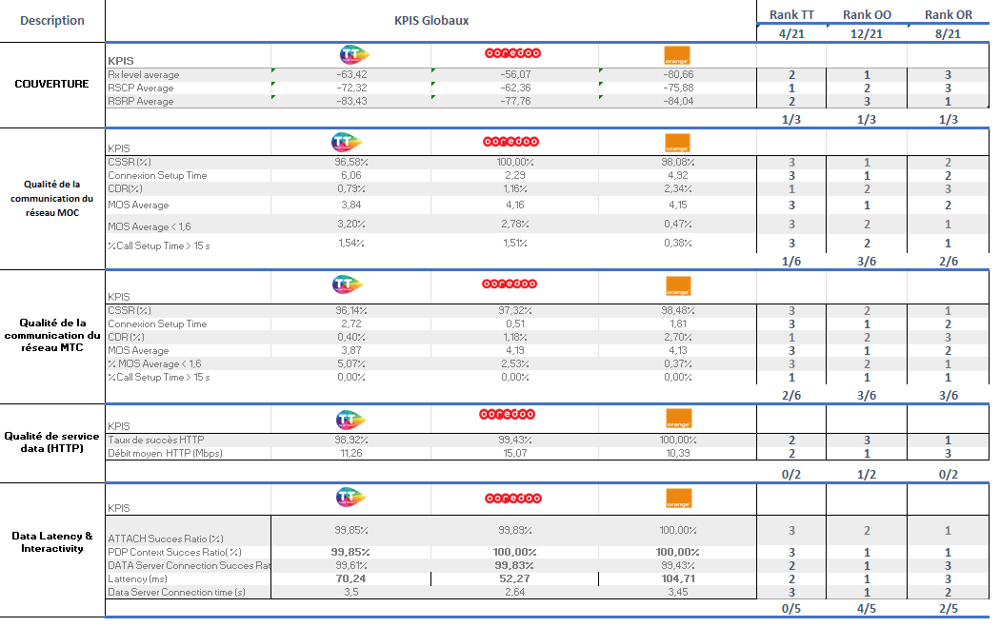 Description KPIS Globaux Rank TT Rank OO Rank OR
4/21 12/21 8/21
COUVERTURE
KPIS TT ooredoo orange
Rx level average -63,42 -56,07 -80,66 2 1 3
RSCP Average -72,32 -62,36 -75,88 1 2 3
RSRP Average -83,43 -77,76 -84,04 2 3 1
1/3 1/3 1/3
Qualité de la
communication du
réseau MOC
KPIS TT ooredoo orange
CSSR(%) 96,58% 100,00% 98,08% 3 1 2
Connexion Setup Time 6,06 2,29 4,92 3 1 2
CDR(%) 0,79% 1,16% 2,34% 1 2 3
MOS Average 3,84 4,16 4,15 3 1 2
MOS Average < 1,6 3,20% 2,78% 0,47% 3 2 1
%Call Setup Time > 15 s 1,54% 1,51% 0,38% 3 2 1
1/6 3/6 2/6
Qualité de la
communication du
réseau MTC
KPIS TT ooredoo orange
CSSR(%) 96,14% 97,32% 98,48% 3 2 1
Connexion Setup Time 2,72 0,51 1,81 3 1 2
CDR (%) 0,40% 1,18% 2,70% 1 2 3
MOS Average 3,87 4,19 4,13 3 1 2
% MOS Average < 1,6 5,07% 2,53% 0,37% 3 2 1
%Call Setup Time > 15 s 0,00% 0,00% 0,00% 1 1 1
2/6 3/6 3/6
Qualité de service
data (HTTP)
KPIS TT ooredoo orange
Taux de succès HTTP 98,92% 99,43% 100,00% 2 3 1
Débit moyen HTTP (Mbps) 11,26 15,07 10,39 2 1 3
0/2 1/2 0/2
Data Latency &
Interactivity
KPIS TT ooredoo orange
ATTACH Succes Ratio (%) 99,85% 99,89% 100,00% 3 2 1
PDP Context Succes Ratio(%) 99,85% 100,00% 100,00% 3 1 1
DATA Server Connection Succes Rat 99,61% 99,83% 99,43% 2 1 3
Lattency (ms) 70,24 52,27 104,71 2 1 3
Data Server Connection time (s) 3,5 2,64 3,45 3 1 2
0/5 4/5 2/5